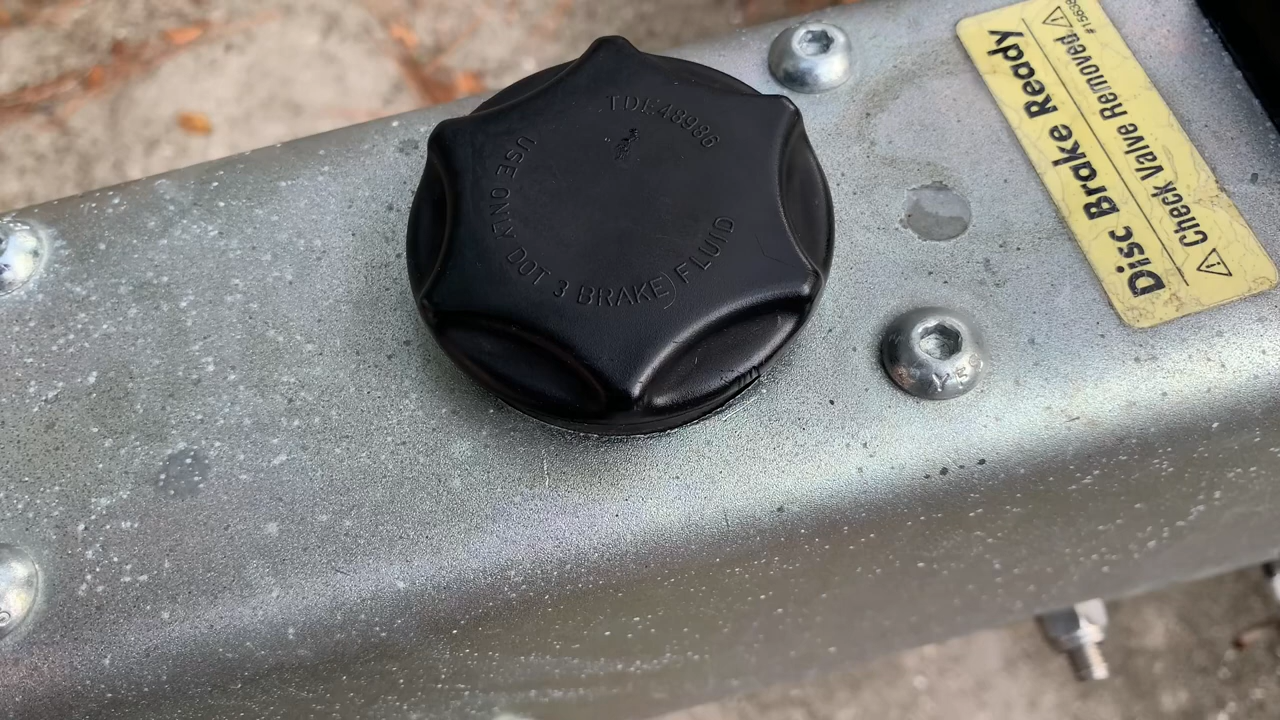 TDE48986
USE ONLY DOT 3 BRAKE FLUID
Disc Brake Ready
⚠ Check Valve Removed ⚠